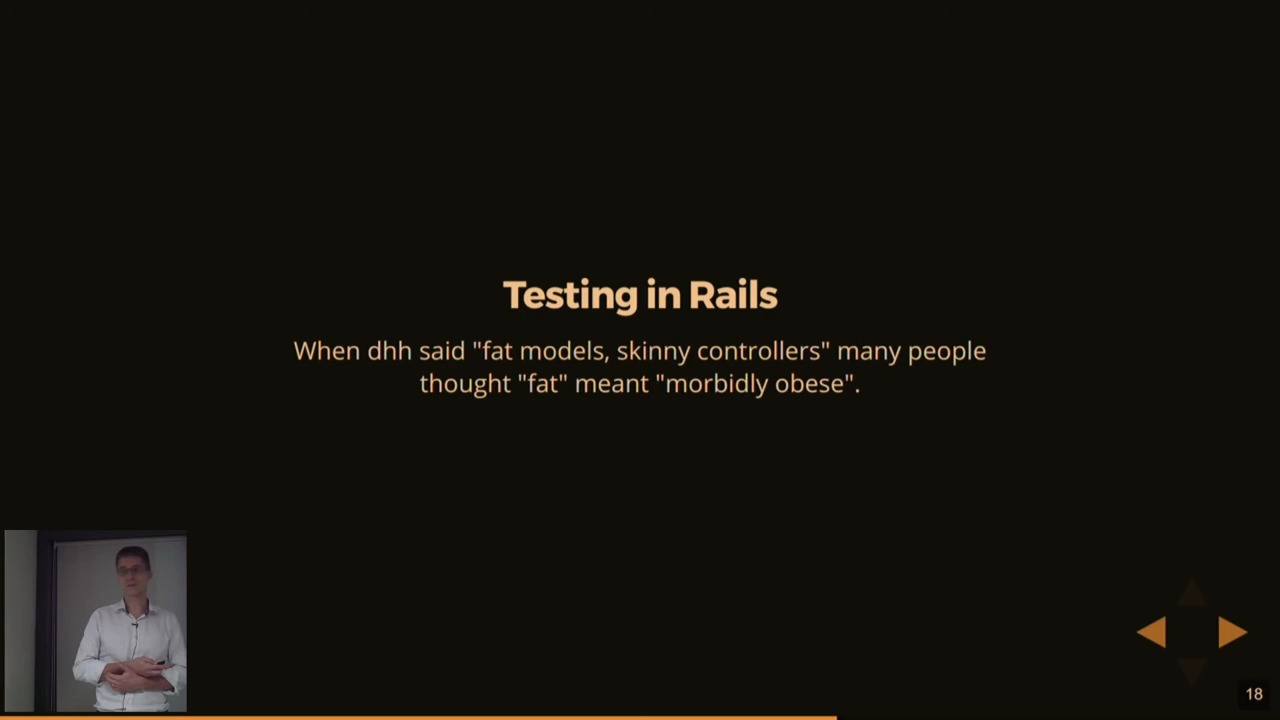 Testing in Rails
When dhh said "fat models, skinny controllers" many people
thought "fat" meant "morbidly obese".
18